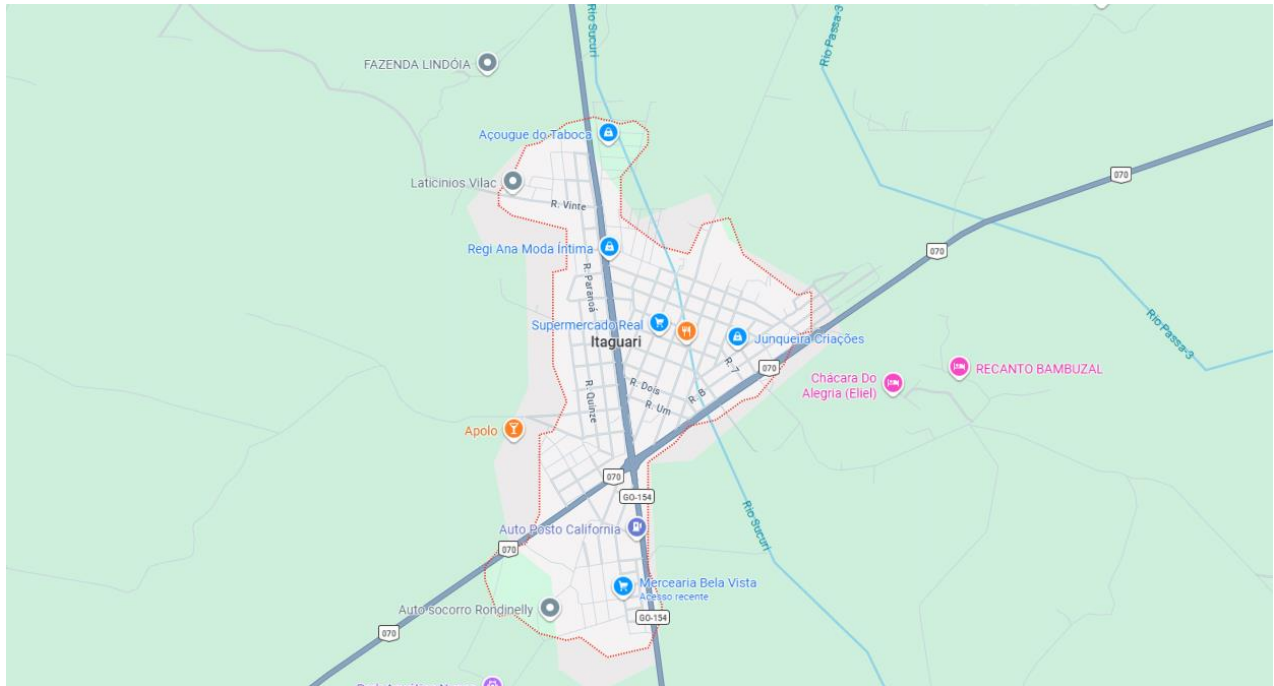 Rio Sucuri
Rio Passa-3
FAZENDA LINDÓIA
Açougue do Taboca
070
Laticinios Vilac
R. Vinte
Regi Ana Moda Íntima
070
R. Paranoá
Rio Passa-3
Supermercado Real
Itaguari
Junqueira Criações
R. 7
070
RECANTO BAMBUZAL
Chácara Do
Alegria (Eliel)
R. Dois
R. Quinze
R. Um
R. 8
Apolo
070
GO-154
Rio Sucuri
Auto Posto California
070
Mercearia Bela Vista
Acesso recente
Auto socorro Rondinelly
GO-154
070